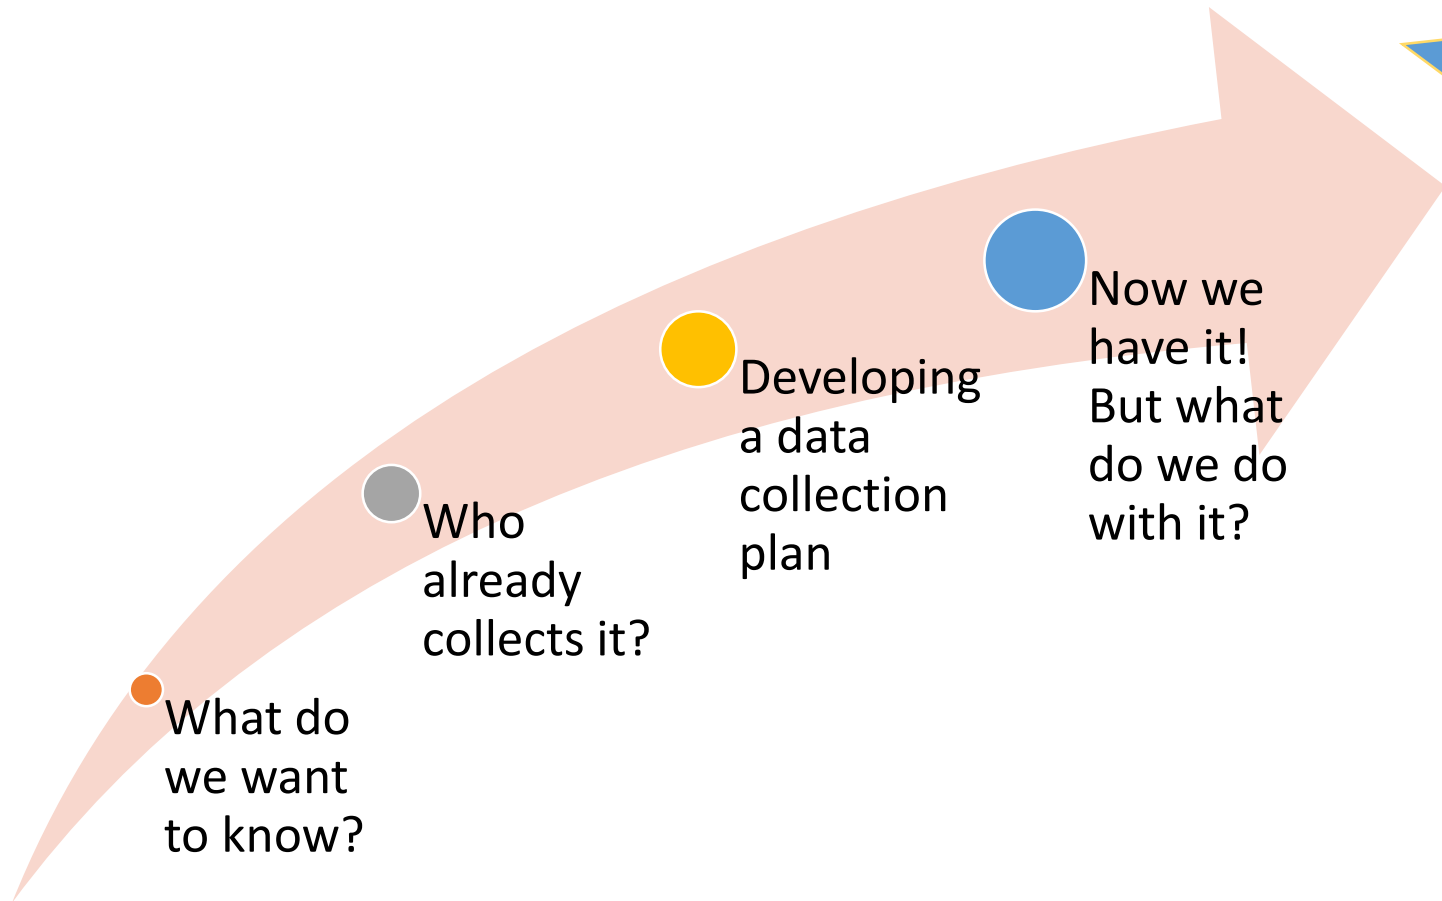 What do
we want
to know?
Who
already
collects it?
Developing
a data
collection
plan
Now we
have it!
But what
do we do
with it?